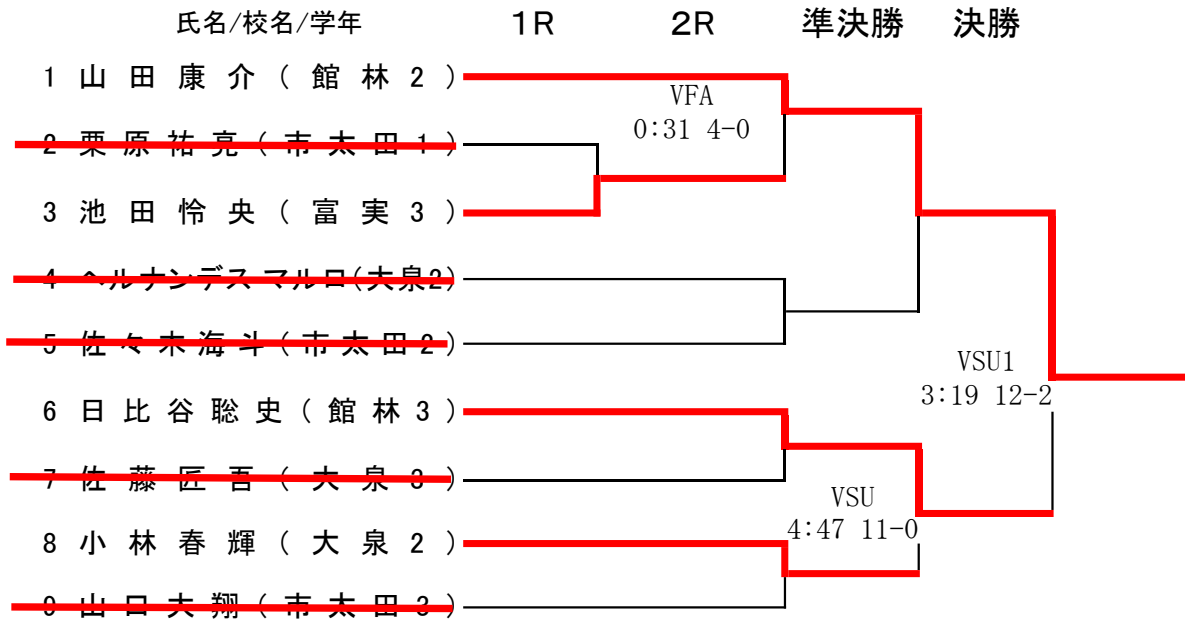 氏名/校名/学年 1R 2R 準決勝 決勝
1 山田康介(館林2)
VFA
0:31 4-0
2 栗原祐亮(市太田1)
3 池田怜央(富実3)
4 ヘルナンデスマルロ(大泉2)
5 佐々木海斗(市太田2)
VSU1
3:19 12-2
6 日比谷聡史(館林3)
7 佐藤匠吾(大泉3)
VSU
4:47 11-0
8 小林春輝(大泉2)
9 山口大翔(市太田3)